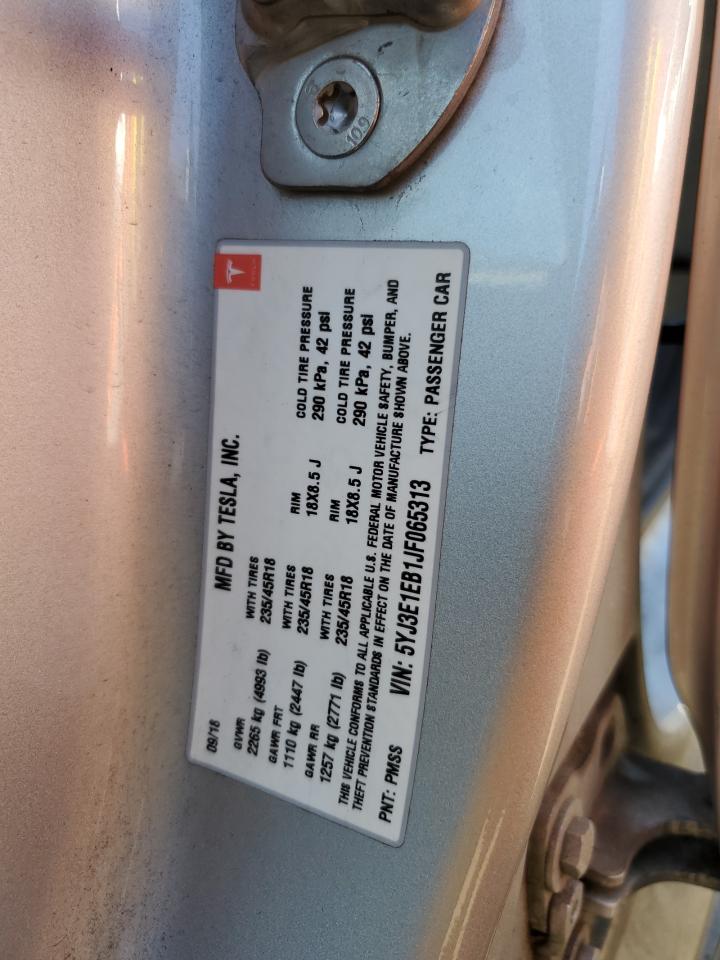 10.9
TESLA
09/18 MFD BY TESLA, INC.
GVWR WITH TIRES
2265 kg (4993 lb) 235/45R18
GAWR FRT WITH TIRES RIM COLD TIRE PRESSURE
1110 kg (2447 lb) 235/45R18 18X8.5 J 290 kPa, 42 psi
GAWR RR WITH TIRES RIM COLD TIRE PRESSURE
1257 kg (2771 lb) 235/45R18 18X8.5 J 290 kPa, 42 psi
THIS VEHICLE CONFORMS TO ALL APPLICABLE U.S. FEDERAL MOTOR VEHICLE SAFETY, BUMPER, AND
THEFT PREVENTION STANDARDS IN EFFECT ON THE DATE OF MANUFACTURE SHOWN ABOVE.
PNT: PMSS VIN: 5YJ3E1EB1JF065313 TYPE: PASSENGER CAR